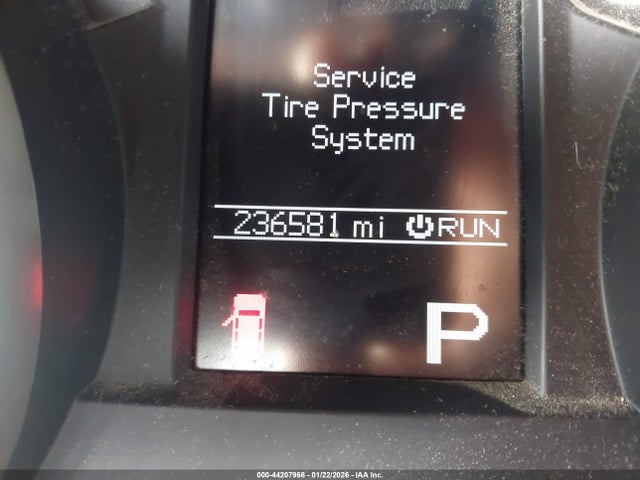 Service
Tire Pressure
System
236581 mi RUN
P
000-44207966 - 01/22/2026 - IAA Inc.